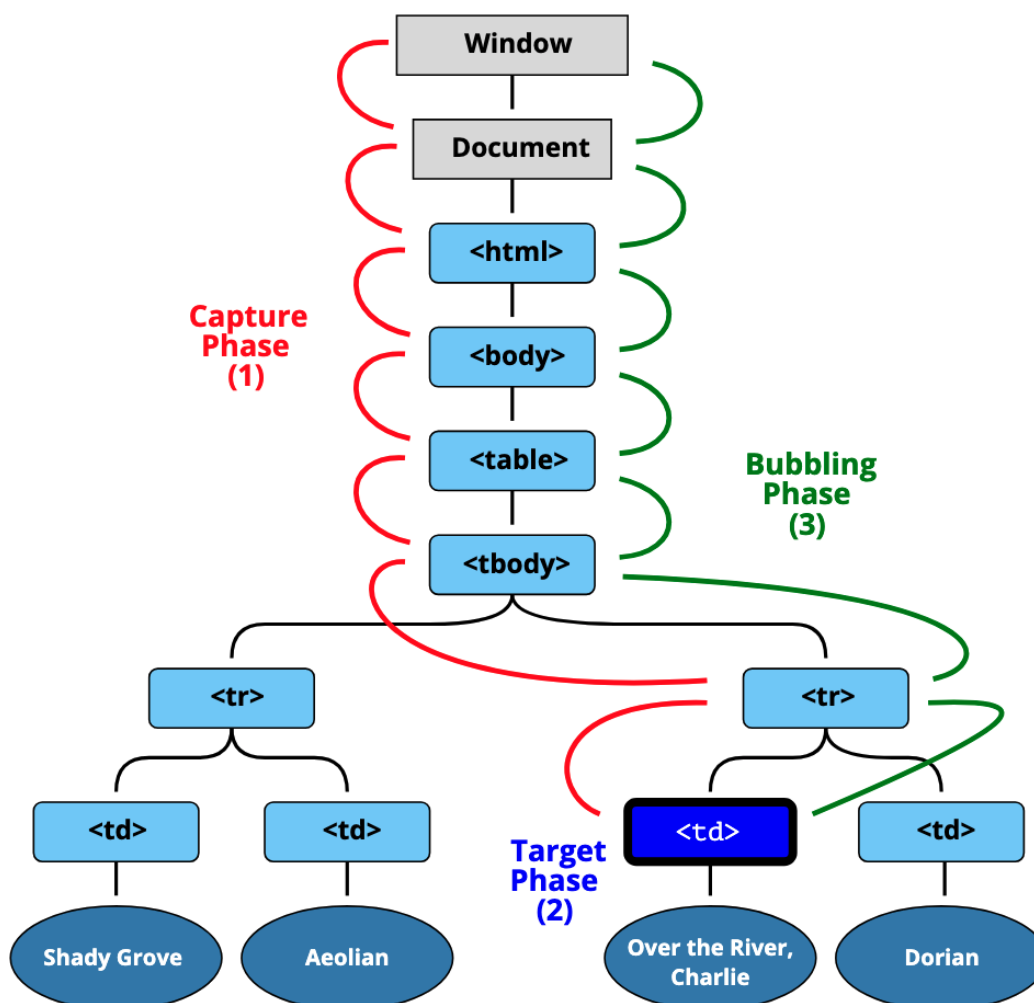 Window
Document
<html>
Capture
Phase
(1)
<body>
<table>
Bubbling
Phase
(3)
<tbody>
<tr>
<tr>
<td>
<td>
<td>
<td>
Target
Phase
(2)
Shady Grove
Aeolian
Over the River,
Charlie
Dorian